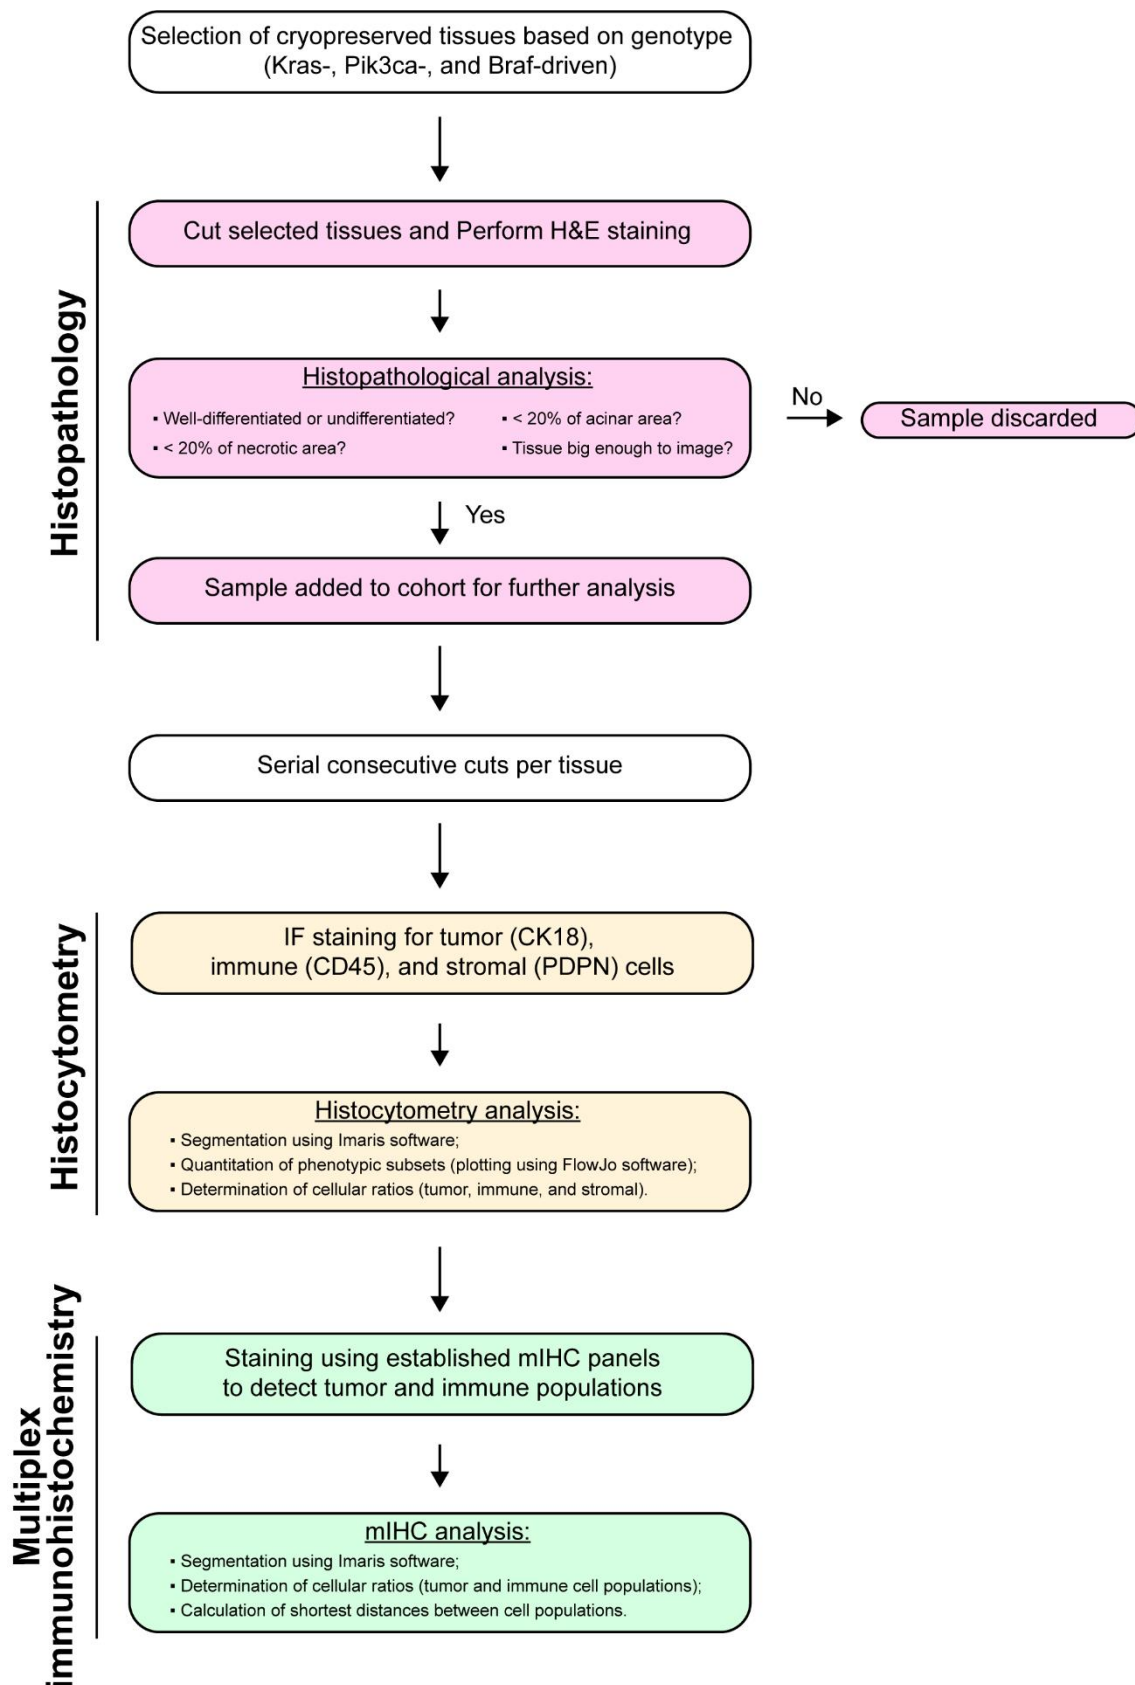 Selection of cryopreserved tissues based on genotype
(Kras-, Pik3ca-, and Braf-driven)
Histopathology
Cut selected tissues and Perform H&E staining
Histopathological analysis:
▪ Well-differentiated or undifferentiated?
▪ < 20% of acinar area?
▪ < 20% of necrotic area?
▪ Tissue big enough to image?
No
Sample discarded
Yes
Sample added to cohort for further analysis
Serial consecutive cuts per tissue
Histocytometry
IF staining for tumor (CK18),
immune (CD45), and stromal (PDPN) cells
Histocytometry analysis:
▪ Segmentation using Imaris software;
▪ Quantitation of phenotypic subsets (plotting using FlowJo software);
▪ Determination of cellular ratios (tumor, immune, and stromal).
Multiplex
immunohistochemistry
Staining using established mIHC panels
to detect tumor and immune populations
mIHC analysis:
▪ Segmentation using Imaris software;
▪ Determination of cellular ratios (tumor and immune cell populations);
▪ Calculation of shortest distances between cell populations.